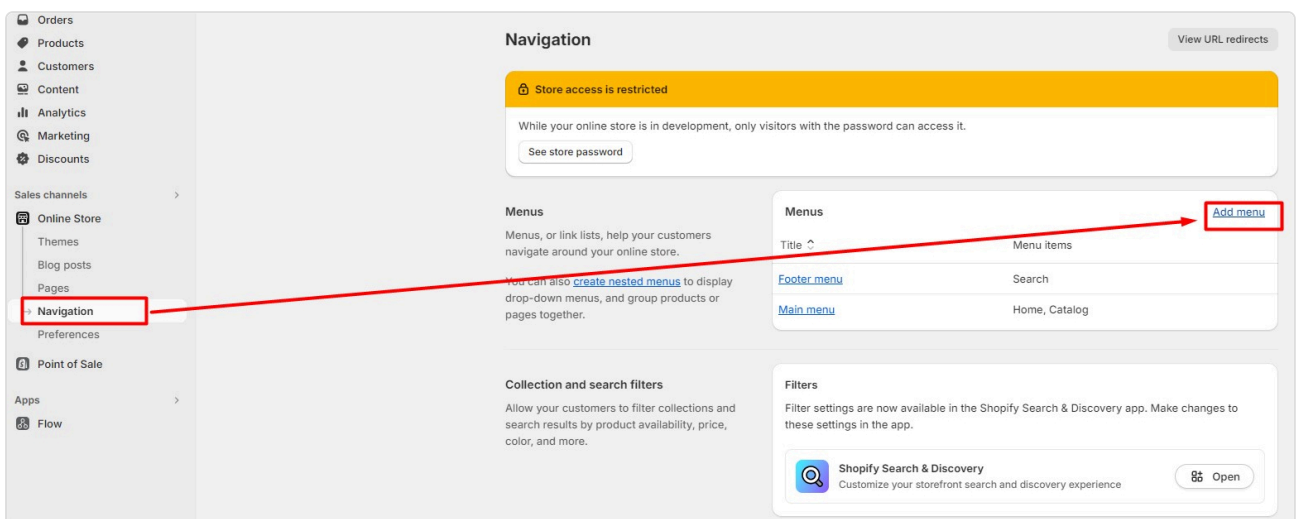 Orders
Products
Customers
Content
Analytics
Marketing
Discounts
Sales channels
Online Store
Themes
Blog posts
Pages
Navigation
Preferences
Point of Sale
Apps
Flow
Navigation
View URL redirects
Store access is restricted
While your online store is in development, only visitors with the password can access it.
See store password
Menus
Menus, or link lists, help your customers
navigate around your online store.
You can also create nested menus to display
drop-down menus, and group products or
pages together.
Menus
Add menu
Title
Menu items
Footer menu
Search
Main menu
Home, Catalog
Collection and search filters
Allow your customers to filter collections and
search results by product availability, price,
color, and more.
Filters
Filter settings are now available in the Shopify Search & Discovery app. Make changes to
these settings in the app.
Shopify Search & Discovery
Customize your storefront search and discovery experience
Open